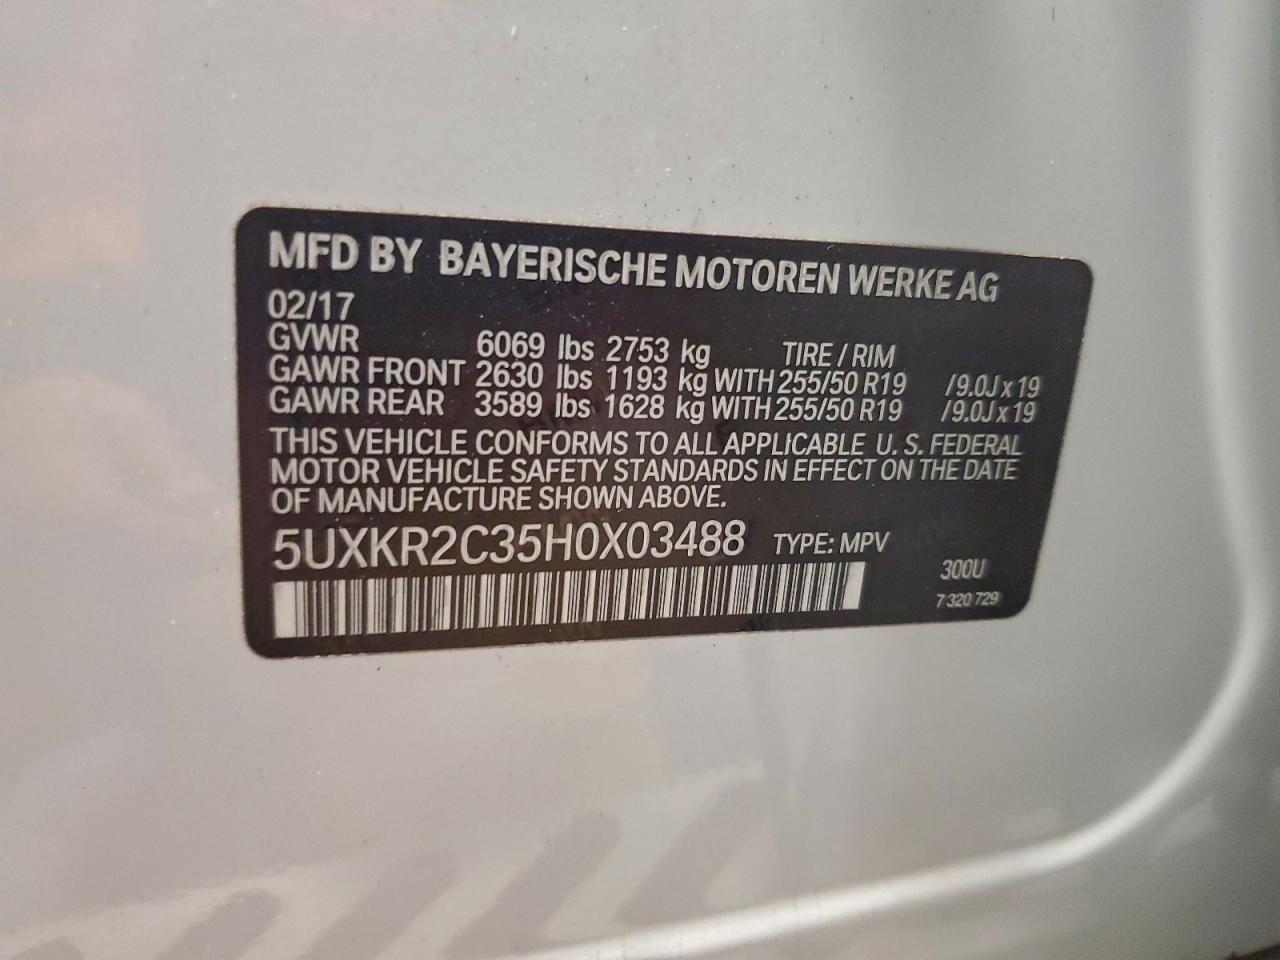 MFD BY BAYERISCHE MOTOREN WERKE AG
02/17
GVWR 6069 lbs 2753 kg TIRE / RIM
GAWR FRONT 2630 lbs 1193 kg WITH 255/50 R19 /9.0J x 19
GAWR REAR 3589 lbs 1628 kg WITH 255/50 R19 /9.0J x 19
THIS VEHICLE CONFORMS TO ALL APPLICABLE U. S. FEDERAL
MOTOR VEHICLE SAFETY STANDARDS IN EFFECT ON THE DATE
OF MANUFACTURE SHOWN ABOVE.
5UXKR2C35H0X03488 TYPE: MPV
300U
7 320 729